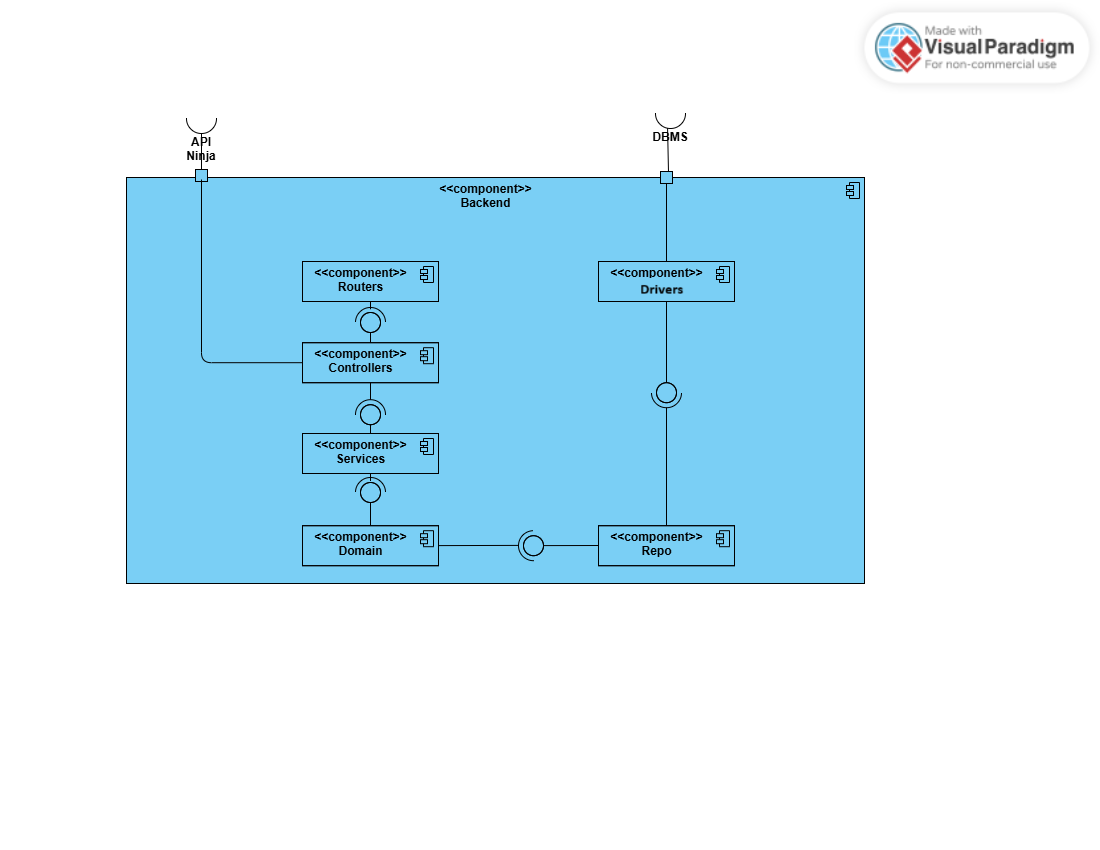 Made with
Visual Paradigm
For non-commercial use
API
Ninja
DBMS
<<component>>
Backend
<<component>>
Routers
<<component>>
Drivers
<<component>>
Controllers
<<component>>
Services
<<component>>
Domain
<<component>>
Repo